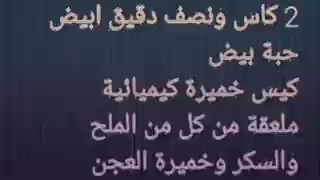 2 كاس ونصف دقيق ابيض
حبة بيض
كيس خميرة كيميائية
ملعقة من كل من الملح
والسكر وخميرة العجن